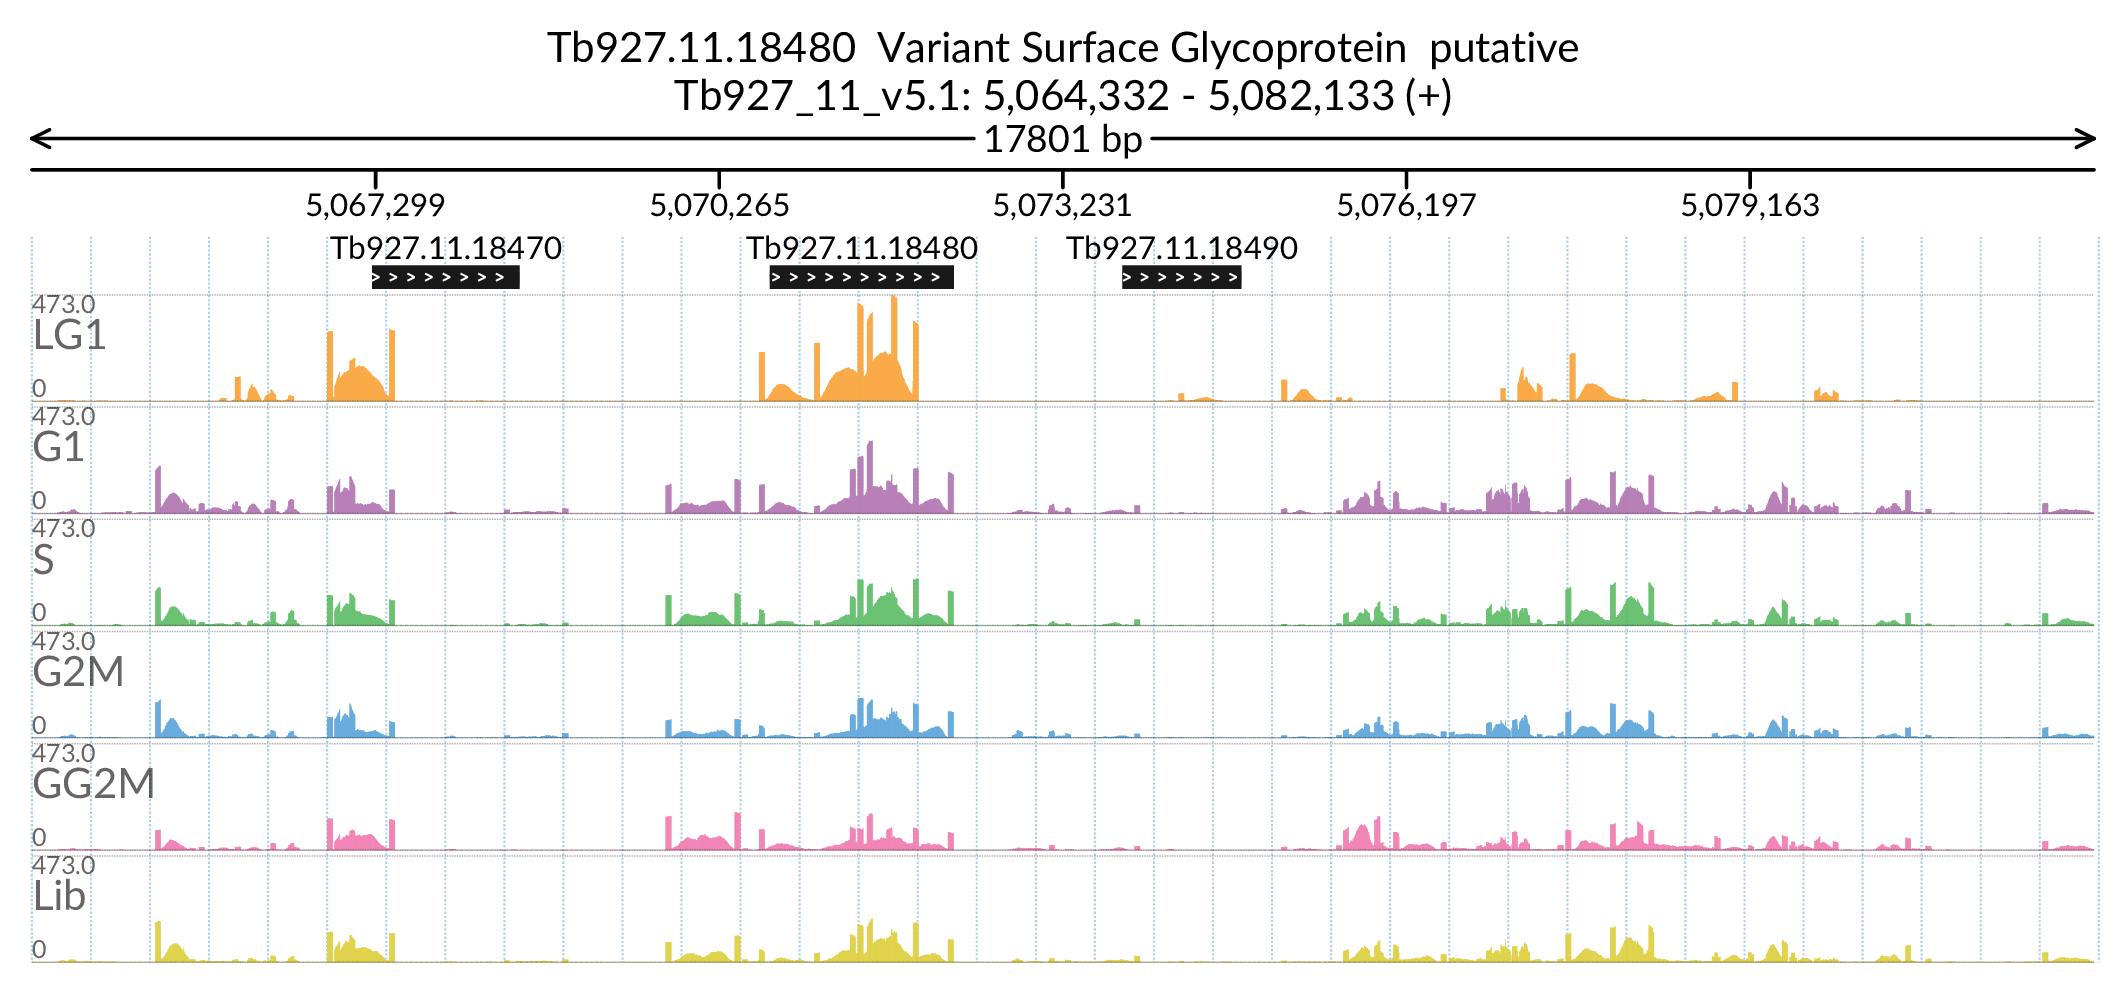 Tb927.11.18480 Variant Surface Glycoprotein putative
Tb927_11_v5.1: 5,064,332 - 5,082,133 (+)
17801 bp
5,067,299 5,070,265 5,073,231 5,076,197 5,079,163
Tb927.11.18470 Tb927.11.18480 Tb927.11.18490
473.0
LG1
0
473.0
G1
0
473.0
S
0
473.0
G2M
0
473.0
GG2M
0
473.0
Lib
0